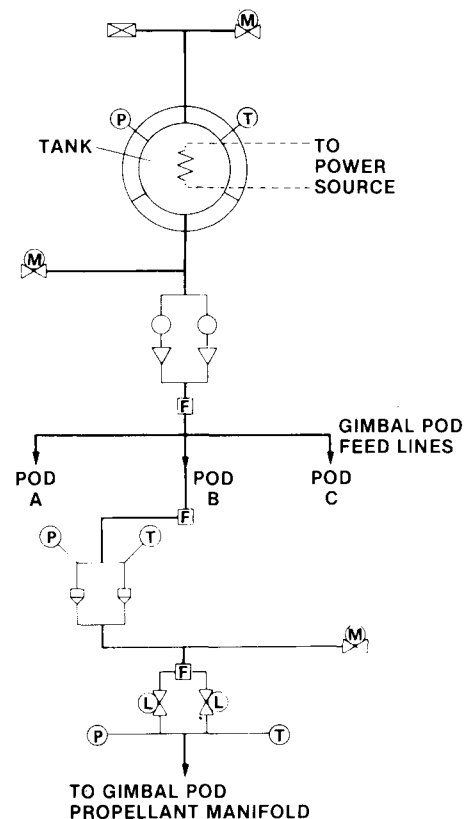 M
P
T
TANK
TO
POWER
SOURCE
M
F
GIMBAL POD
FEED LINES
POD
A
POD
B
POD
C
F
P
T
M
F
L
L
P
T
TO GIMBAL POD
PROPELLANT MANIFOLD